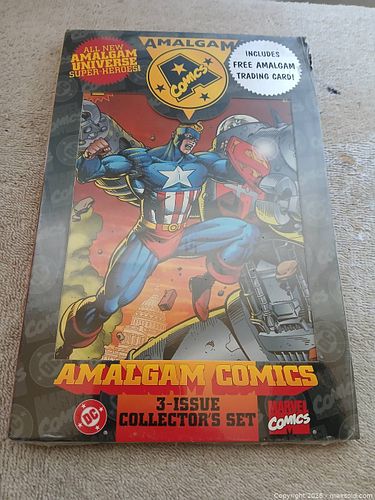 ALL NEW
AMALGAM
UNIVERSE
SUPER-HEROES!
AMALGAM
A
COMICS
INCLUDES
FREE AMALGAM
TRADING CARD!
AMALGAM COMICS
3-ISSUE
COLLECTOR'S SET
DC
MARVEL
COMICS
Copyright 2026 - maxsold.com